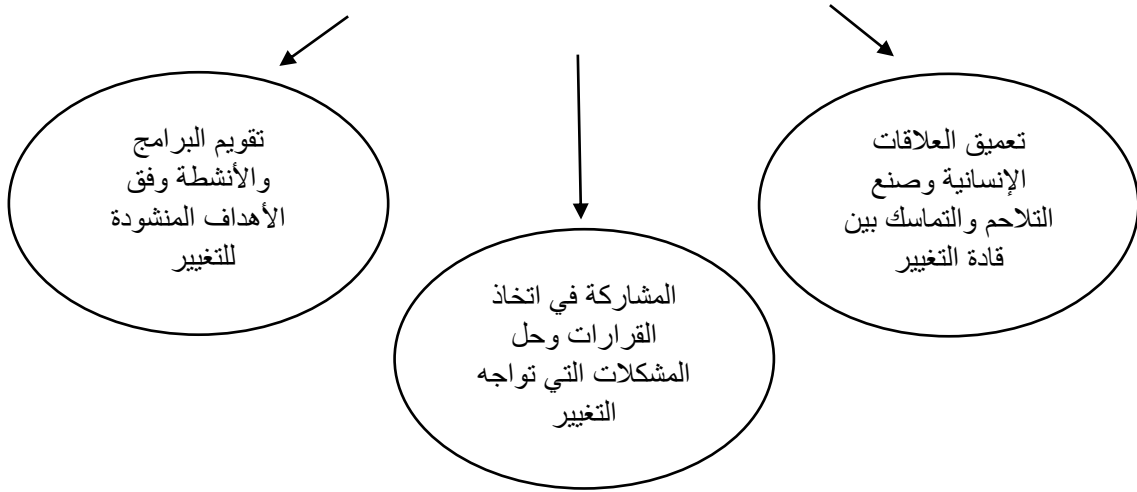 تعميق العلاقات
الإنسانية وصنع
التلاحم والتماسك بين
قادة التغيير
المشاركة في اتخاذ
القرارات وحل
المشكلات التي تواجه
التغيير
تقويم البرامج
والأنشطة وفق
الأهداف المنشودة
للتغيير